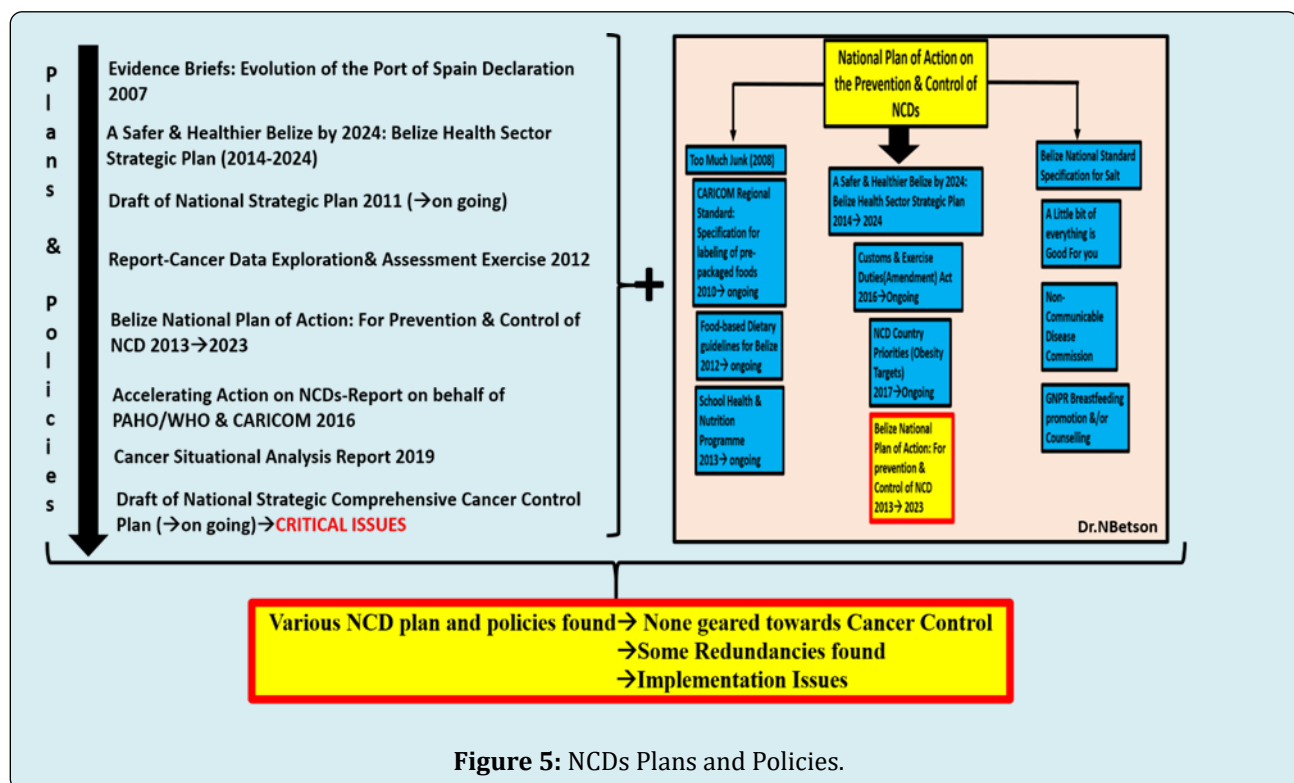 Plans & Policies
Evidence Briefs: Evolution of the Port of Spain Declaration
2007
A Safer & Healthier Belize by 2024: Belize Health Sector
Strategic Plan (2014-2024)
Draft of National Strategic Plan 2011 (→on going)
Report-Cancer Data Exploration& Assessment Exercise 2012
Belize National Plan of Action: For Prevention & Control of
NCD 2013→2023
Accelerating Action on NCDs-Report on behalf of
PAHO/WHO & CARICOM 2016
Cancer Situational Analysis Report 2019
Draft of National Strategic Comprehensive Cancer Control
Plan (→on going)→CRITICAL ISSUES
+
National Plan of Action on
the Prevention & Control of
NCDs
Too Much Junk (2008)
CARICOM Regional
Standard:
Specification for
labeling of pre-
packaged foods
2010→ ongoing
Food-based Dietary
guidelines for Belize
2012→ ongoing
School Health &
Nutrition
Programme
2013→ ongoing
A Safer & Healthier Belize by 2024:
Belize Health Sector Strategic Plan
2014→ 2024
Customs & Exercise
Duties(Amendment) Act
2016→Ongoing
NCD Country
Priorities (Obesity
Targets)
2017→Ongoing
Belize National
Plan of Action: For
prevention &
Control of NCD
2013→ 2023
Belize National Standard
Specification for Salt
A Little bit of
everything is
Good For you
Non-
Communicable
Disease
Commission
GNPR Breastfeeding
promotion &/or
Counselling
Dr.NBetson
Various NCD plan and policies found→ None geared towards Cancer Control
→Some Redundancies found
→Implementation Issues
Figure 5: NCDs Plans and Policies.